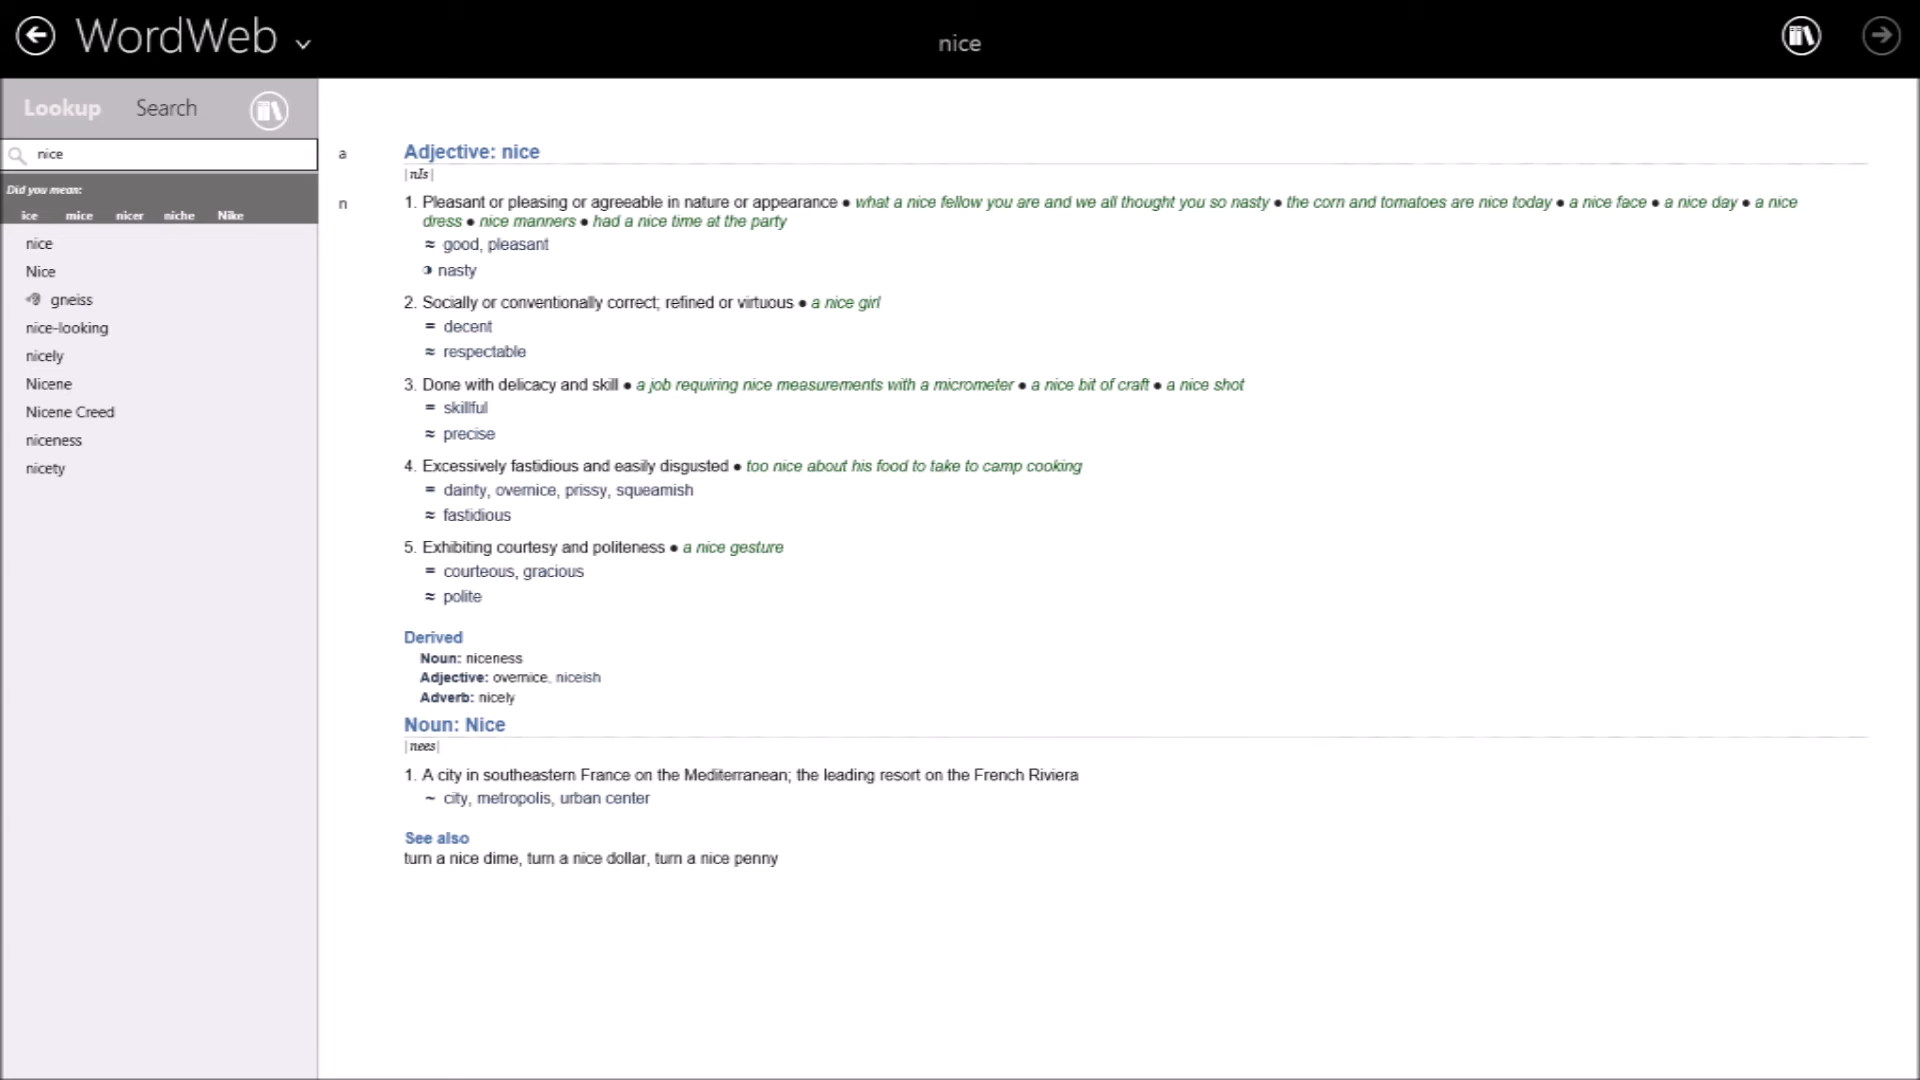 WordWeb
nice
Lookup Search
nice
Did you mean:
ice mice nicer niche Nike
nice
Nice
gneiss
nice-looking
nicely
Nicene
Nicene Creed
niceness
nicety
a
n
Adjective: nice
|nIs|
1. Pleasant or pleasing or agreeable in nature or appearance ● what a nice fellow you are and we all thought you so nasty ● the corn and tomatoes are nice today ● a nice face ● a nice day ● a nice
dress ● nice manners ● had a nice time at the party
≈ good, pleasant
nasty
2. Socially or conventionally correct; refined or virtuous ● a nice girl
= decent
≈ respectable
3. Done with delicacy and skill ● a job requiring nice measurements with a micrometer ● a nice bit of craft ● a nice shot
= skillful
≈ precise
4. Excessively fastidious and easily disgusted ● too nice about his food to take to camp cooking
= dainty, overnice, prissy, squeamish
≈ fastidious
5. Exhibiting courtesy and politeness ● a nice gesture
= courteous, gracious
≈ polite
Derived
Noun: niceness
Adjective: overnice, niceish
Adverb: nicely
Noun: Nice
|nees|
1. A city in southeastern France on the Mediterranean; the leading resort on the French Riviera
~ city, metropolis, urban center
See also
turn a nice dime, turn a nice dollar, turn a nice penny